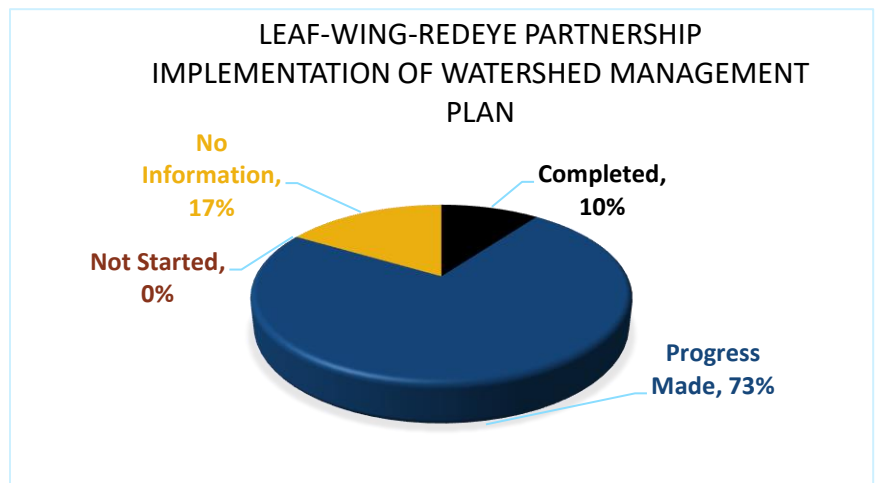 LEAF-WING-REDEYE PARTNERSHIP
IMPLEMENTATION OF WATERSHED MANAGEMENT
PLAN
No
Information,
17%
Completed,
10%
Not Started,
0%
Progress
Made, 73%